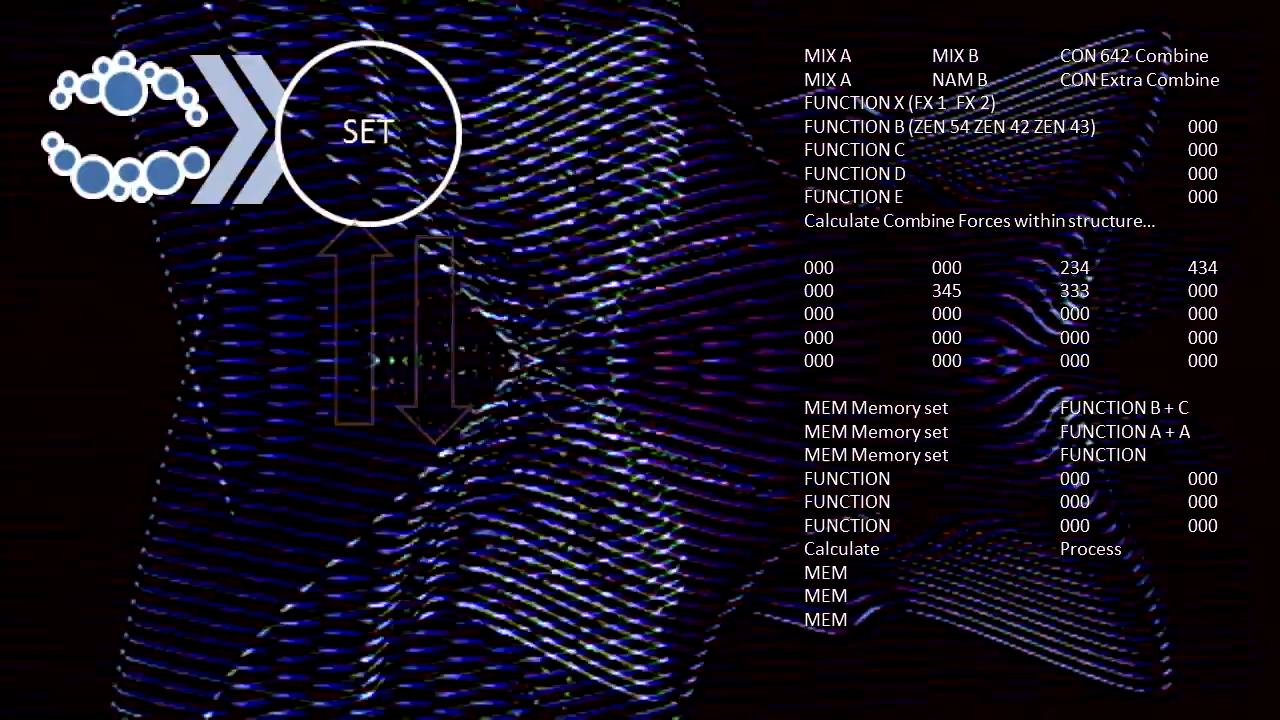 SET
MIX A MIX B CON 642 Combine
MIX A NAM B CON Extra Combine
FUNCTION X (FX 1 FX 2)
FUNCTION B (ZEN 54 ZEN 42 ZEN 43) 000
FUNCTION C 000
FUNCTION D 000
FUNCTION E 000
Calculate Combine Forces within structure...
000 000 234 434
000 345 333 000
000 000 000 000
000 000 000 000
000 000 000 000
MEM Memory set FUNCTION B + C
MEM Memory set FUNCTION A + A
MEM Memory set FUNCTION
FUNCTION 000 000
FUNCTION 000 000
FUNCTION 000 000
Calculate Process
MEM
MEM
MEM